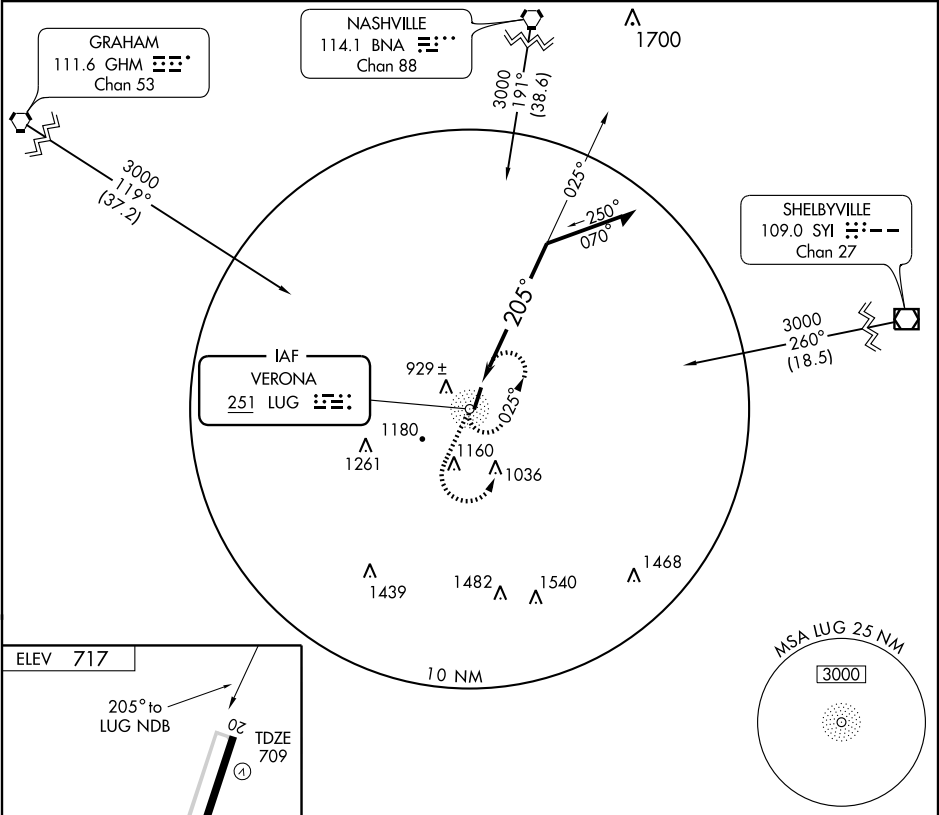 GRAHAM
111.6 GHM
Chan 53
NASHVILLE
114.1 BNA
Chan 88
1700
3000
191°
(38.6)
3000
119°
(37.2)
025°
250°
070°
SHELBYVILLE
109.0 SYI
Chan 27
205°
3000
260°
(18.5)
IAF
VERONA
251 LUG
929 ±
025°
1180
1261
1160
1036
1439
1482
1540
1468
10 NM
MSA LUG 25 NM
3000
ELEV 717
205° to
LUG NDB
20
TDZE
709
V